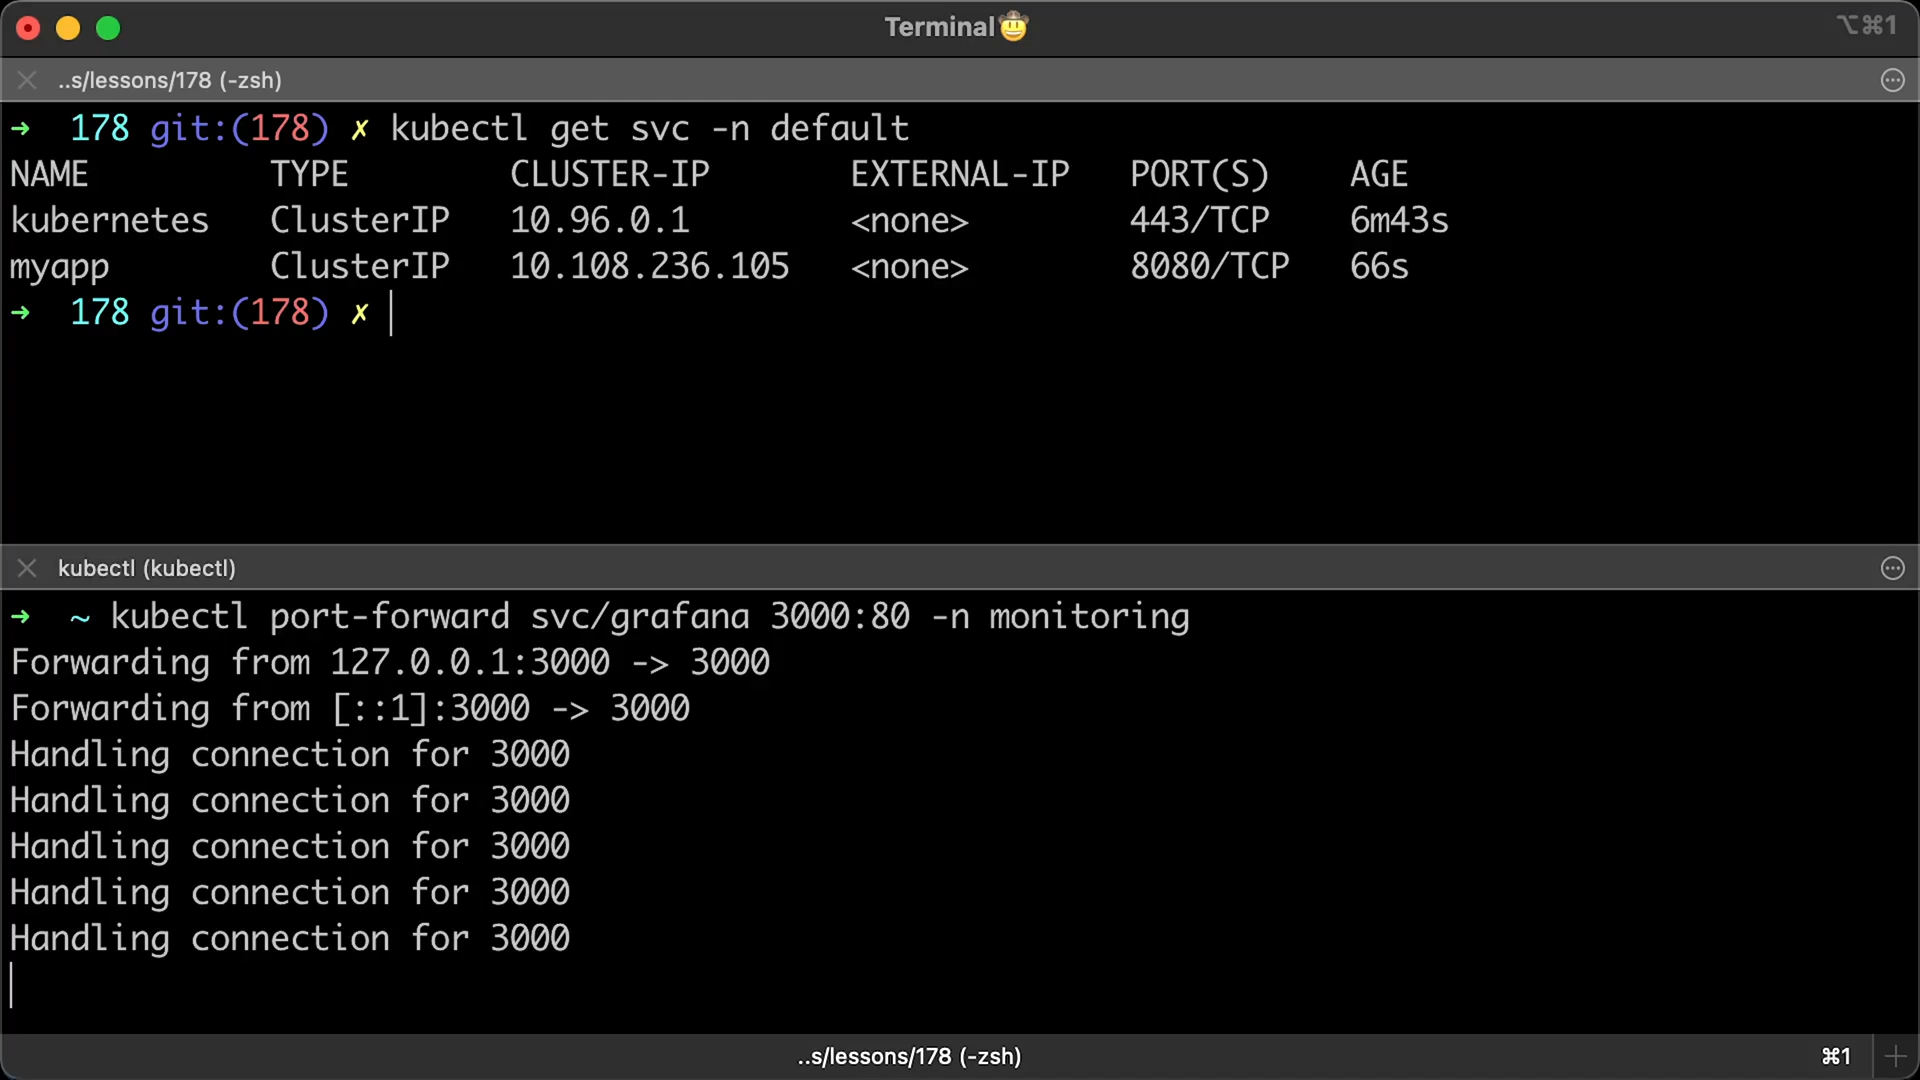 Terminal🤠
⌥⌘1
..s/lessons/178 (-zsh)
➜ 178 git:(178) ✗ kubectl get svc -n default
NAME TYPE CLUSTER-IP EXTERNAL-IP PORT(S) AGE
kubernetes ClusterIP 10.96.0.1 <none> 443/TCP 6m43s
myapp ClusterIP 10.108.236.105 <none> 8080/TCP 66s
➜ 178 git:(178) ✗
kubectl (kubectl)
➜ ~ kubectl port-forward svc/grafana 3000:80 -n monitoring
Forwarding from 127.0.0.1:3000 -> 3000
Forwarding from [::1]:3000 -> 3000
Handling connection for 3000
Handling connection for 3000
Handling connection for 3000
Handling connection for 3000
Handling connection for 3000
..s/lessons/178 (-zsh)
⌘1